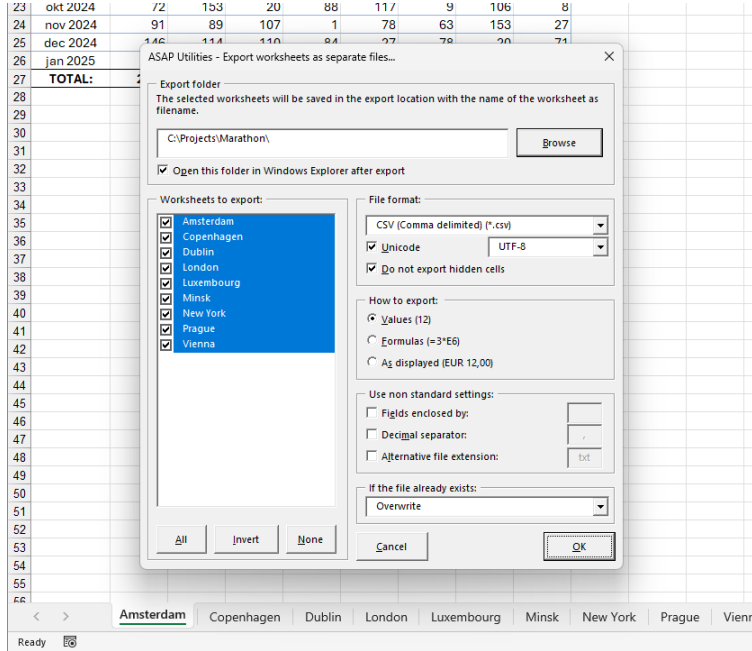 23 okt 2024 72 153 20 88 117 9 106 8
24 nov 2024 91 89 107 1 78 63 153 27
25 dec 2024 146 114 110 84 27 78 20 71
26 jan 2025
27 TOTAL:
28
29
30
31
32
33
34
35
36
37
38
39
40
41
42
43
44
45
46
47
48
49
50
51
52
53
54
55
56
ASAP Utilities - Export worksheets as separate files...
Export folder
The selected worksheets will be saved in the export location with the name of the worksheet as
filename.
C:\Projects\Marathon\
Browse
Open this folder in Windows Explorer after export
Worksheets to export:
Amsterdam
Copenhagen
Dublin
London
Luxembourg
Minsk
New York
Prague
Vienna
All Invert None
File format:
CSV (Comma delimited) (*.csv)
Unicode UTF-8
Do not export hidden cells
How to export:
Values (12)
Formulas (=3*E6)
As displayed (EUR 12,00)
Use non standard settings:
Fields enclosed by:
Decimal separator: ,
Alternative file extension: txt
If the file already exists:
Overwrite
Cancel OK
Amsterdam Copenhagen Dublin London Luxembourg Minsk New York Prague
Ready